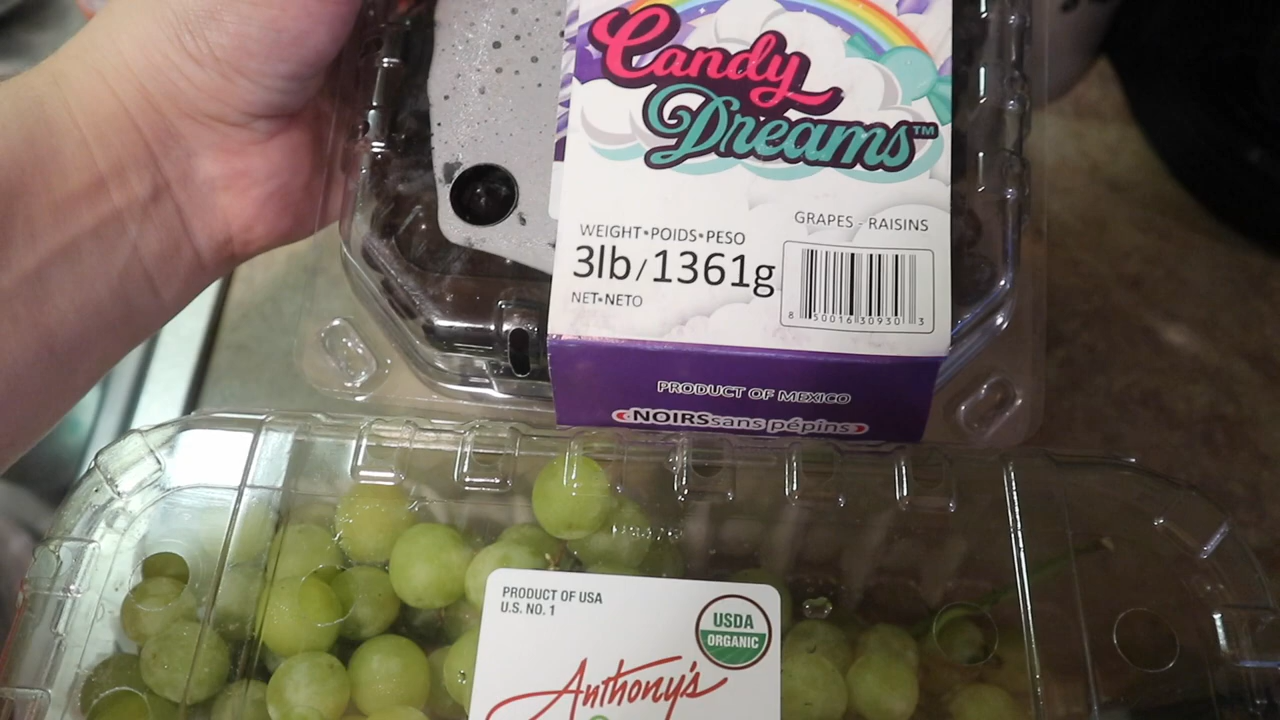 Candy
Dreams™
GRAPES - RAISINS
WEIGHT•POIDS•PESO
3lb/1361g
NET•NETO
8 50016 30930 3
PRODUCT OF MEXICO
NOIRS sans pépins
PRODUCT OF USA
U.S. NO. 1
USDA
ORGANIC
Anthony's